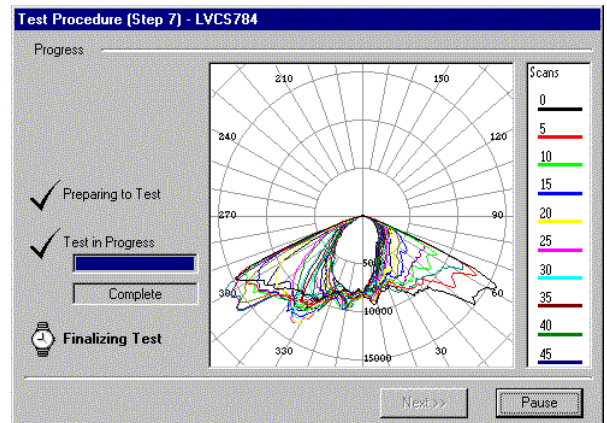 Test Procedure (Step 7) - LVCS784
Progress
Preparing to Test
Test in Progress
Complete
Finalizing Test
210
150
240
120
270
90
300
60
330
30
5000
10000
15000
Scans
0
5
10
15
20
25
30
35
40
45
Next >>
Pause